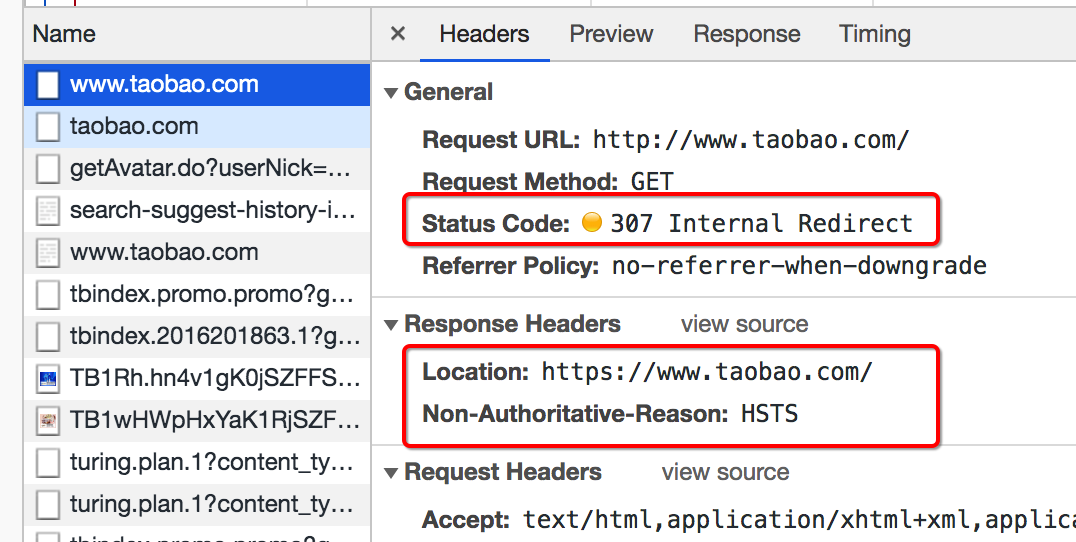 Name
www.taobao.com
taobao.com
getAvatar.do?userNick=...
search-suggest-history-i...
www.taobao.com
tbindex.promo.promo?g...
tbindex.2016201863.1?g...
TB1Rh.hn4v1gK0jSZFFS...
TB1wHWpHxYaK1RjSZF...
turing.plan.1?content_ty...
turing.plan.1?content_ty...
tbindex.promo.promo?g...
× Headers Preview Response Timing
▼ General
Request URL: http://www.taobao.com/
Request Method: GET
Status Code: 307 Internal Redirect
Referrer Policy: no-referrer-when-downgrade
▼ Response Headers view source
Location: https://www.taobao.com/
Non-Authoritative-Reason: HSTS
▼ Request Headers view source
Accept: text/html,application/xhtml+xml,applica